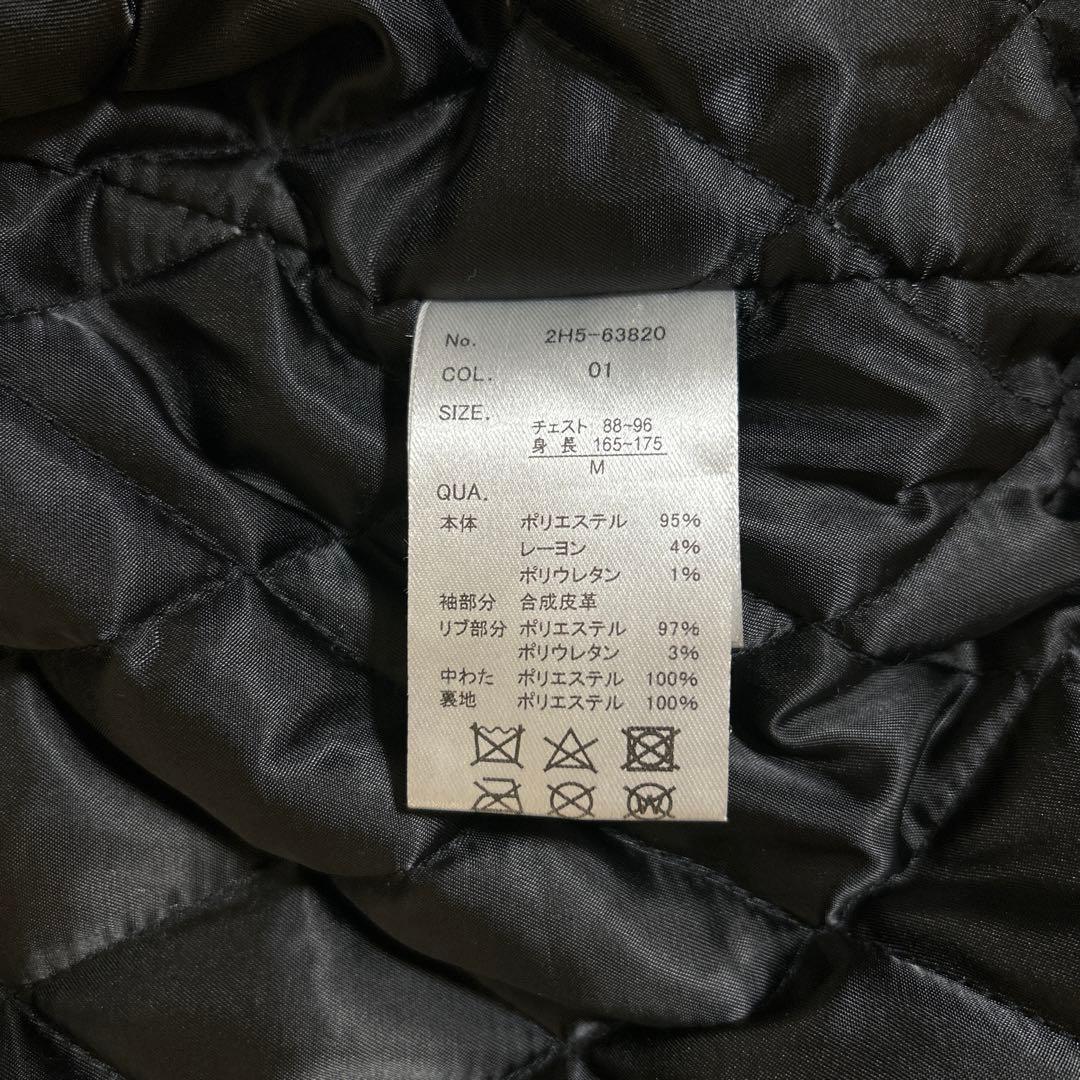 No. 2H5-63820
COL. 01
SIZE.
チェスト 88~96
身長 165~175
M
QUA.
本体 ポリエステル 95%
レーヨン 4%
ポリウレタン 1%
袖部分 合成皮革
リブ部分 ポリエステル 97%
ポリウレタン 3%
中わた ポリエステル 100%
裏地 ポリエステル 100%
W